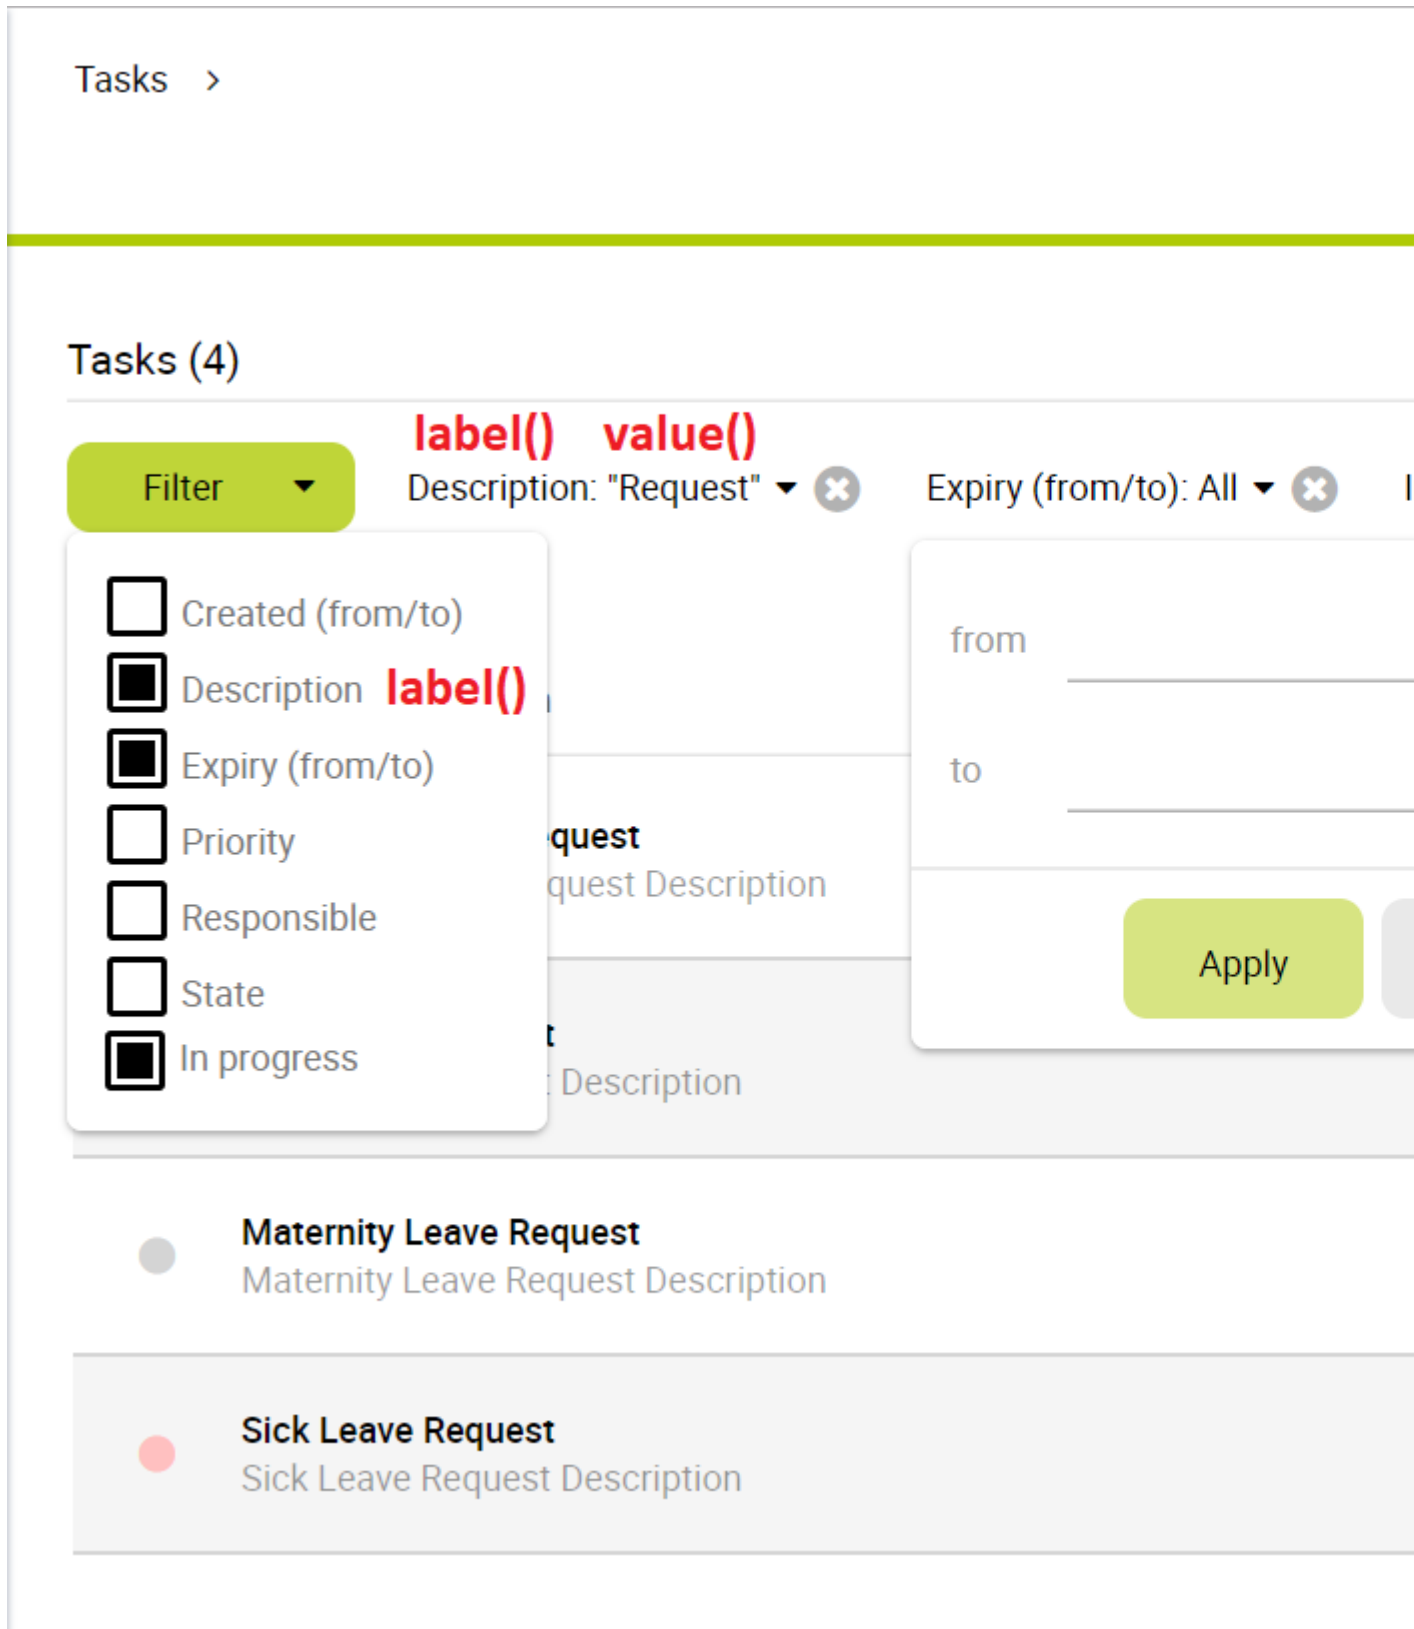 Tasks >
Tasks (4)
label() value()
Filter
Description: "Request"
Expiry (from/to): All
Created (from/to)
Description label()
Expiry (from/to)
Priority
Responsible
State
In progress
from
to
Apply
quest
quest Description
t
Description
Maternity Leave Request
Maternity Leave Request Description
Sick Leave Request
Sick Leave Request Description